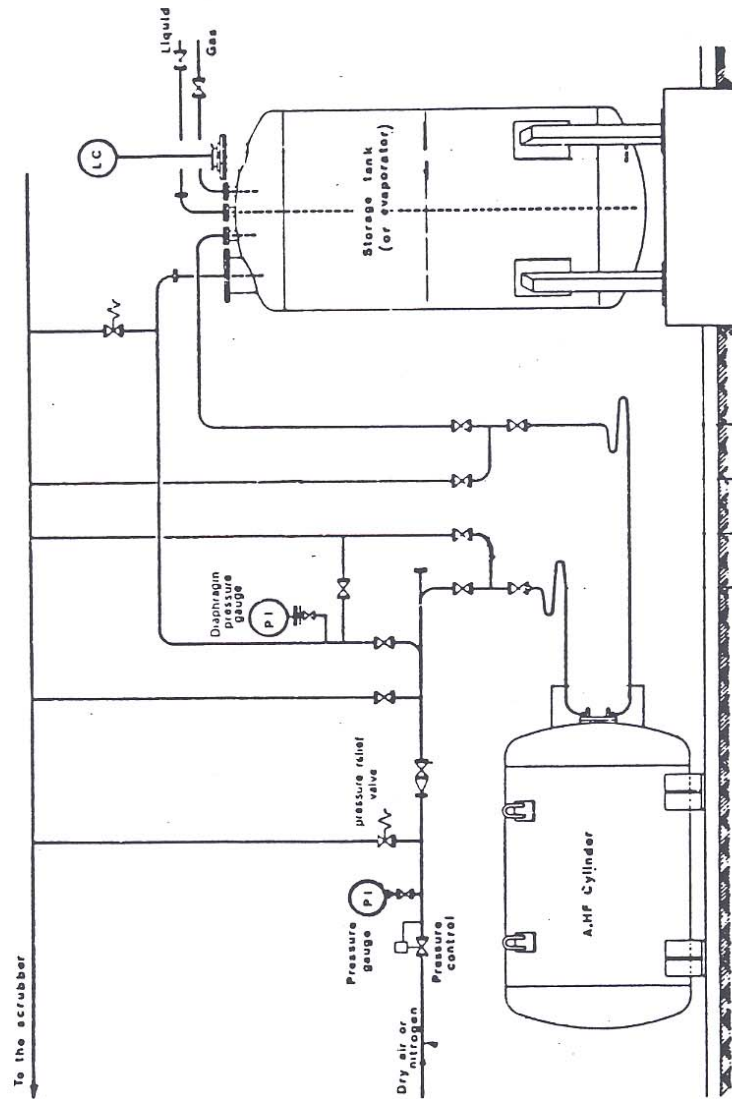 To the scrubber
Liquid
Gas
LC
Diaphragm
pressure
gauge
PI
pressure relief
valve
Pressure
gauge
PI
Pressure
control
Dry air or
nitrogen
Storage tank
(or evaporator)
A.HF Cylinder